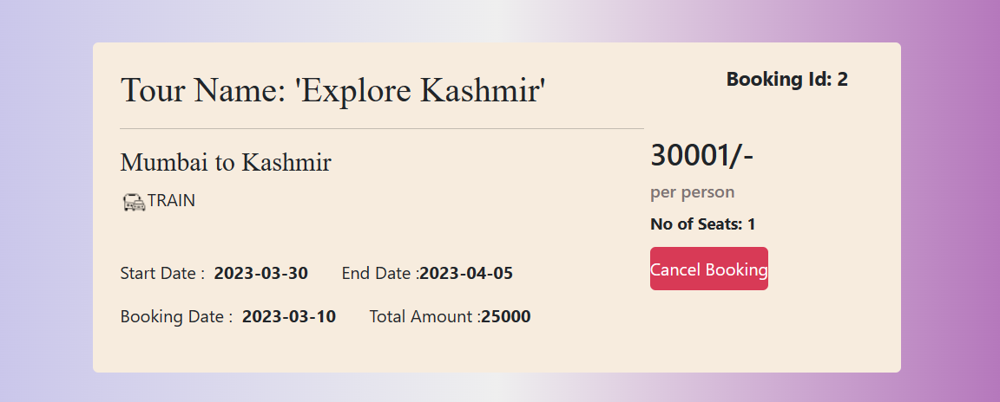 Tour Name: 'Explore Kashmir'
Booking Id: 2
Mumbai to Kashmir
TRAIN
30001/-
per person
No of Seats: 1
Cancel Booking
Start Date : 2023-03-30 End Date :2023-04-05
Booking Date : 2023-03-10 Total Amount :25000